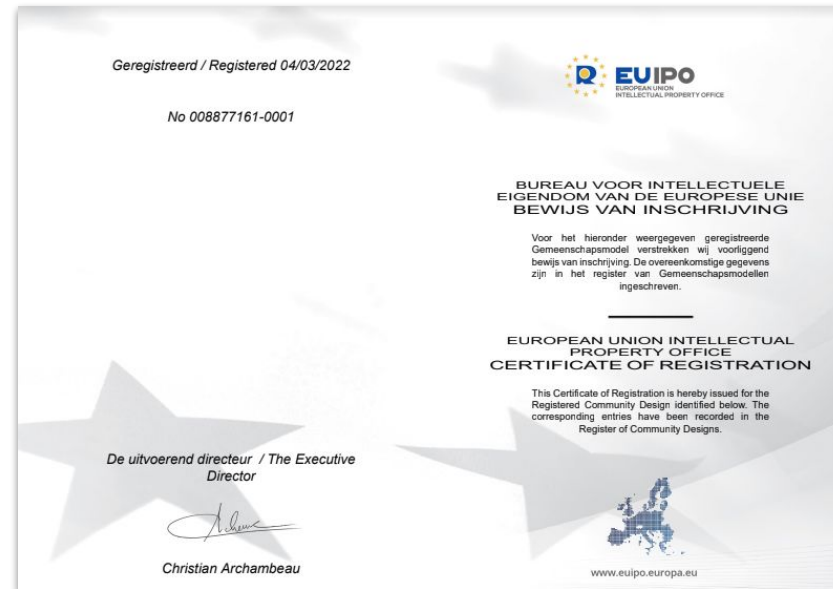 Geregistreerd / Registered 04/03/2022
No 008877161-0001
De uitvoerend directeur / The Executive
Director
Christian Archambeau
EUIPO
EUROPEAN UNION
INTELLECTUAL PROPERTY OFFICE
BUREAU VOOR INTELLECTUELE
EIGENDOM VAN DE EUROPESE UNIE
BEWIJS VAN INSCHRIJVING
Voor het hieronder weergegeven geregistreerde
Gemeenschapsmodel verstrekken wij voorliggend
bewijs van inschrijving. De overeenkomstige gegevens
zijn in het register van Gemeenschapsmodellen
ingeschreven.
EUROPEAN UNION INTELLECTUAL
PROPERTY OFFICE
CERTIFICATE OF REGISTRATION
This Certificate of Registration is hereby issued for the
Registered Community Design identified below. The
corresponding entries have been recorded in the
Register of Community Designs.
www.euipo.europa.eu